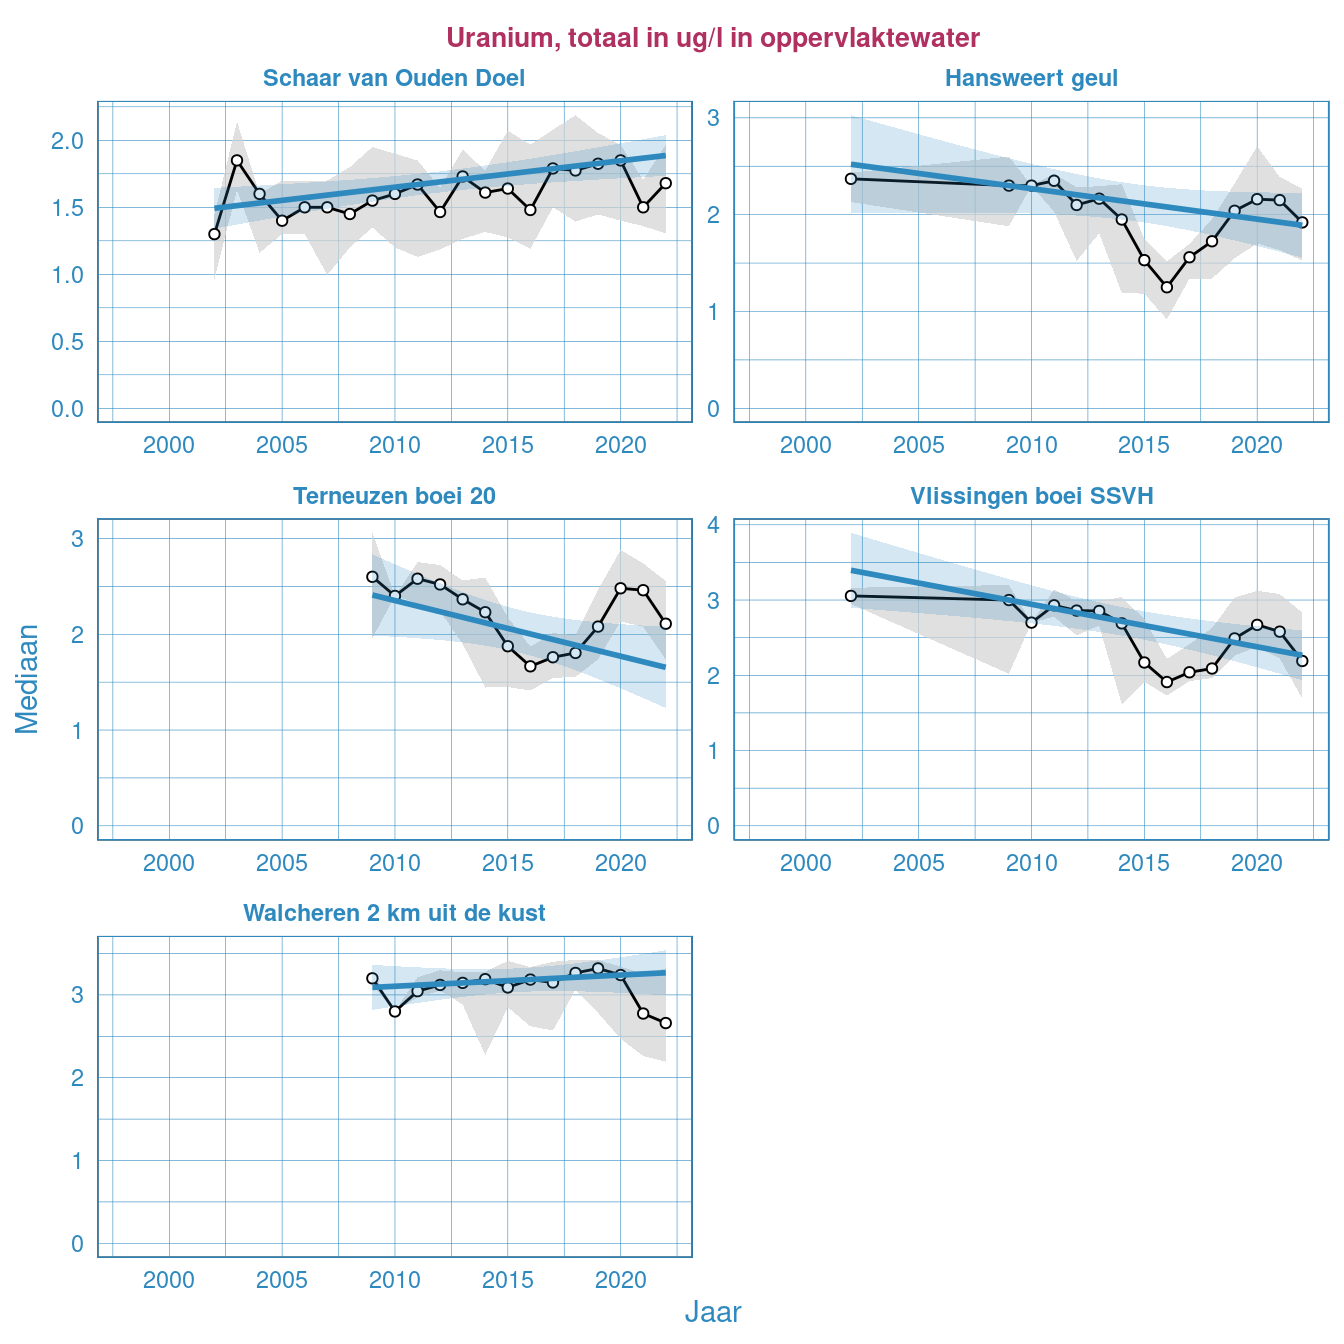 Uranium, totaal in ug/l in oppervlaktewater
Schaar van Ouden Doel
Hansweert geul
2.0
1.5
1.0
0.5
0.0
3
2
1
0
2000 2005 2010 2015 2020
2000 2005 2010 2015 2020
Terneuzen boei 20
Vlissingen boei SSVH
Mediaan
3
2
1
0
4
3
2
1
0
2000 2005 2010 2015 2020
2000 2005 2010 2015 2020
Walcheren 2 km uit de kust
3
2
1
0
2000 2005 2010 2015 2020
Jaar